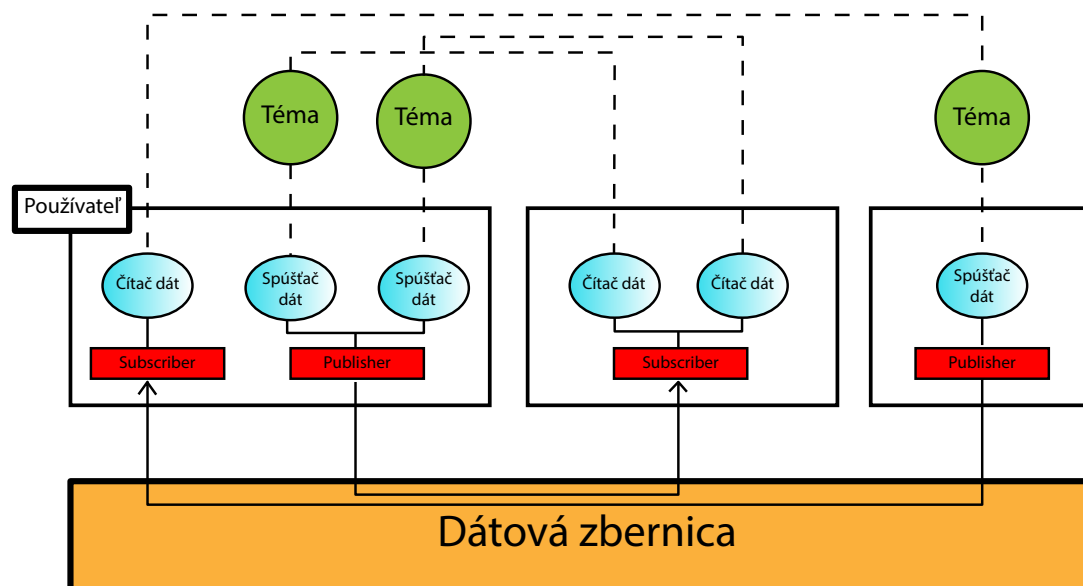 Téma
Téma
Téma
Používateľ
Čítač dát
Spúšťač
dát
Spúšťač
dát
Čítač dát
Čítač dát
Spúšťač
dát
Subscriber
Publisher
Subscriber
Publisher
Dátová zbernica